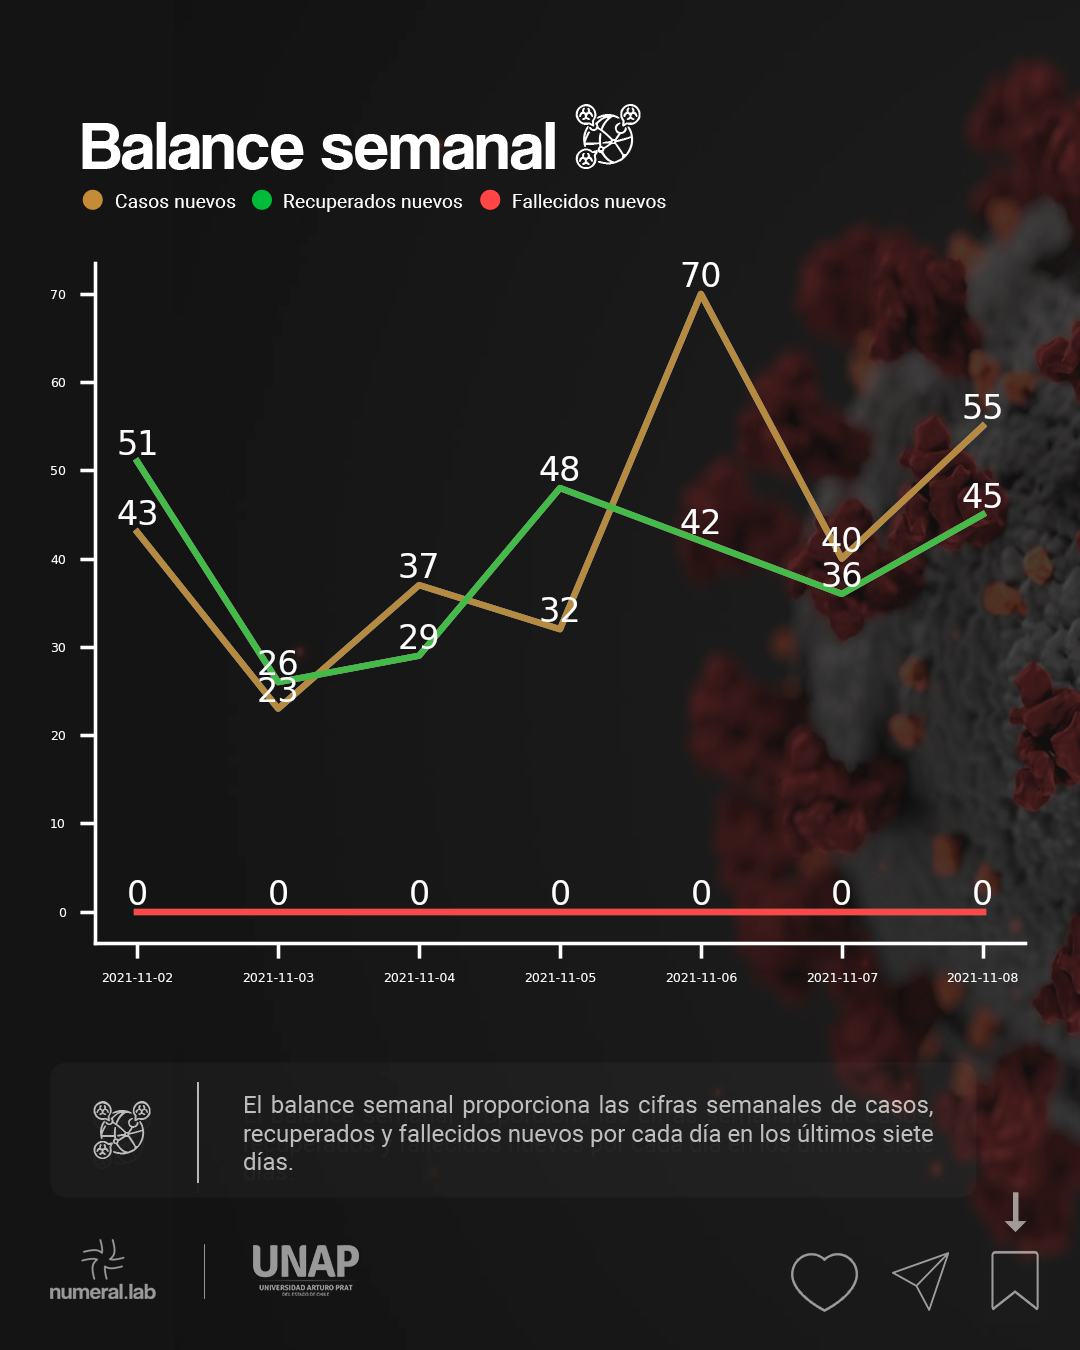 Balance semanal
Casos nuevos Recuperados nuevos Fallecidos nuevos
70
60
50
40
30
20
10
0
51
43
26
23
37
29
48
32
70
42
40
36
55
45
0 0 0 0 0 0 0
2021-11-02 2021-11-03 2021-11-04 2021-11-05 2021-11-06 2021-11-07 2021-11-08
El balance semanal proporciona las cifras semanales de casos,
recuperados y fallecidos nuevos por cada día en los últimos siete
días.
numeral.lab
UNAP
UNIVERSIDAD ARTURO PRAT
DEL ESTADO DE CHILE